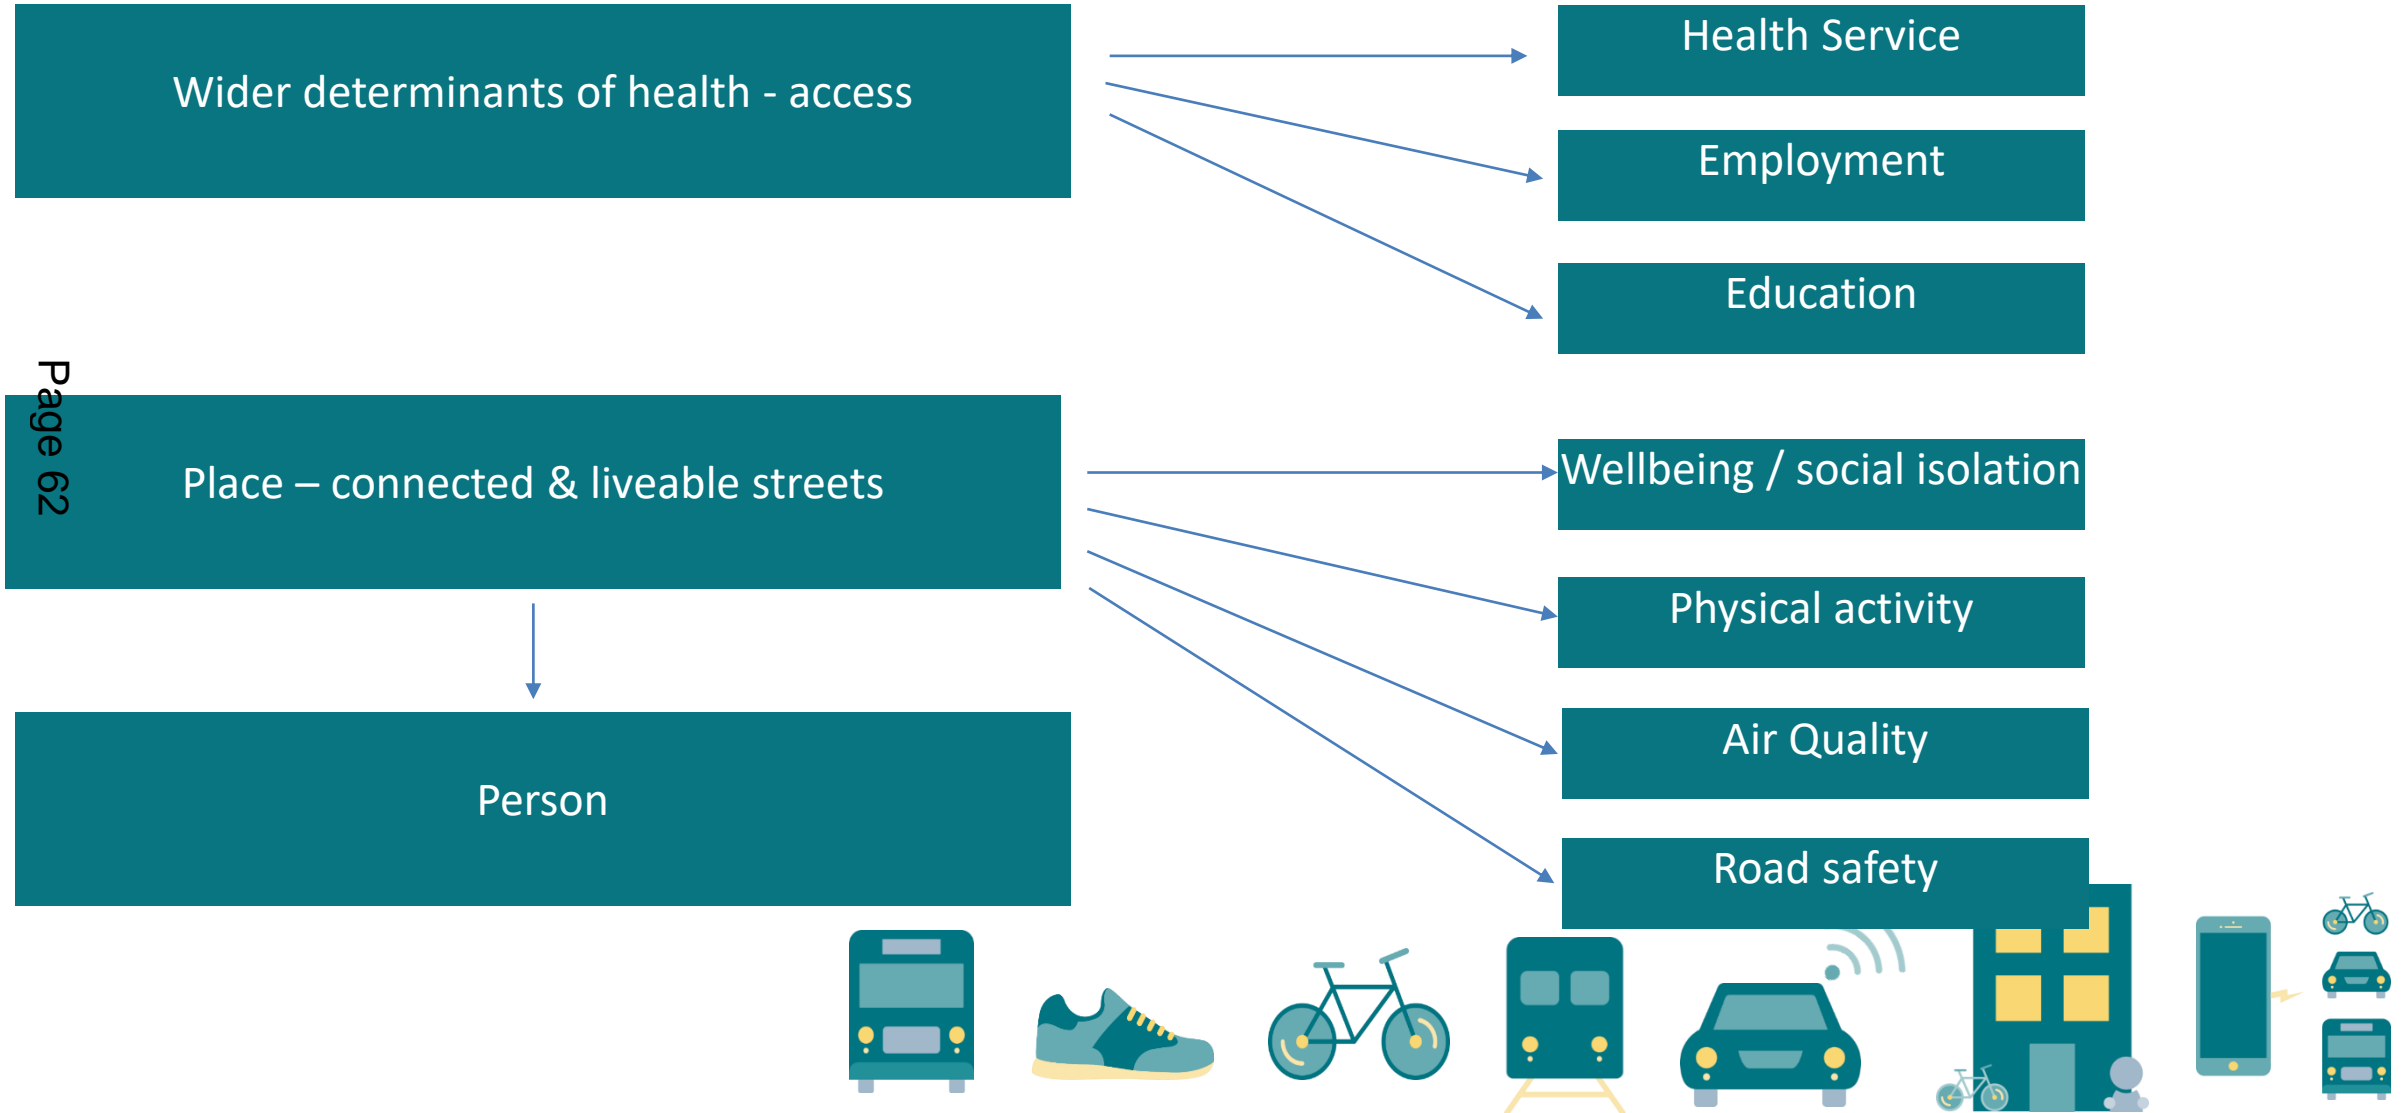 Wider determinants of health - access
Health Service
Employment
Education
Page 62
Place – connected & liveable streets
Wellbeing / social isolation
Physical activity
Air Quality
Road safety
Person